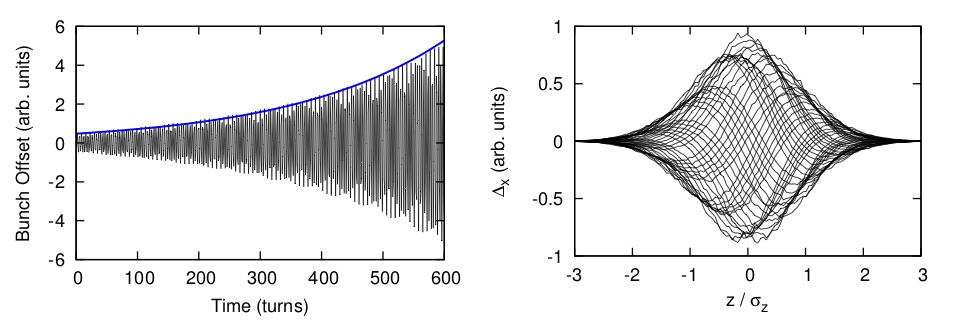 6
4
2
0
-2
-4
-6
0 100 200 300 400 500 600
Bunch Offset (arb. units)
Time (turns)
1
0.5
0
-0.5
-1
-3 -2 -1 0 1 2 3
Δx (arb. units)
z / σz